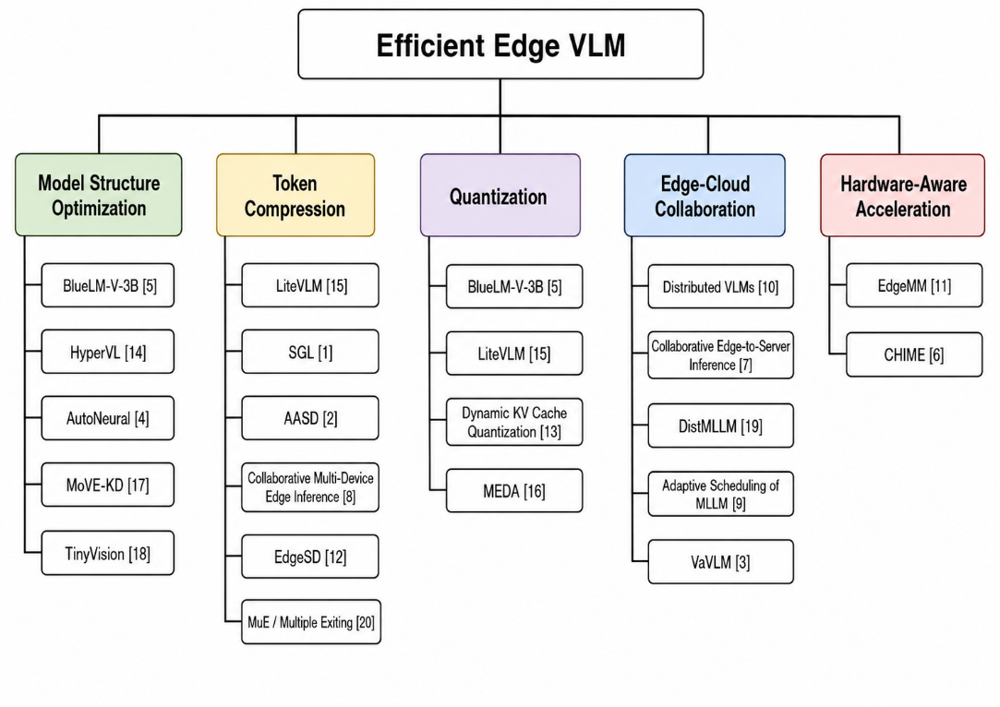 Efficient Edge VLM
Model Structure
Optimization
BlueLM-V-3B [5]
HyperVL [14]
AutoNeural [4]
MoVE-KD [17]
TinyVision [18]
Token
Compression
LiteVLM [15]
SGL [1]
AASD [2]
Collaborative Multi-Device
Edge Inference [8]
EdgeSD [12]
MuE / Multiple Exiting [20]
Quantization
BlueLM-V-3B [5]
LiteVLM [15]
Dynamic KV Cache
Quantization [13]
MEDA [16]
Edge-Cloud
Collaboration
Distributed VLMs [10]
Collaborative Edge-to-Server
Inference [7]
DistMLLM [19]
Adaptive Scheduling of
MLLM [9]
VaVLM [3]
Hardware-Aware
Acceleration
EdgeMM [11]
CHIME [6]